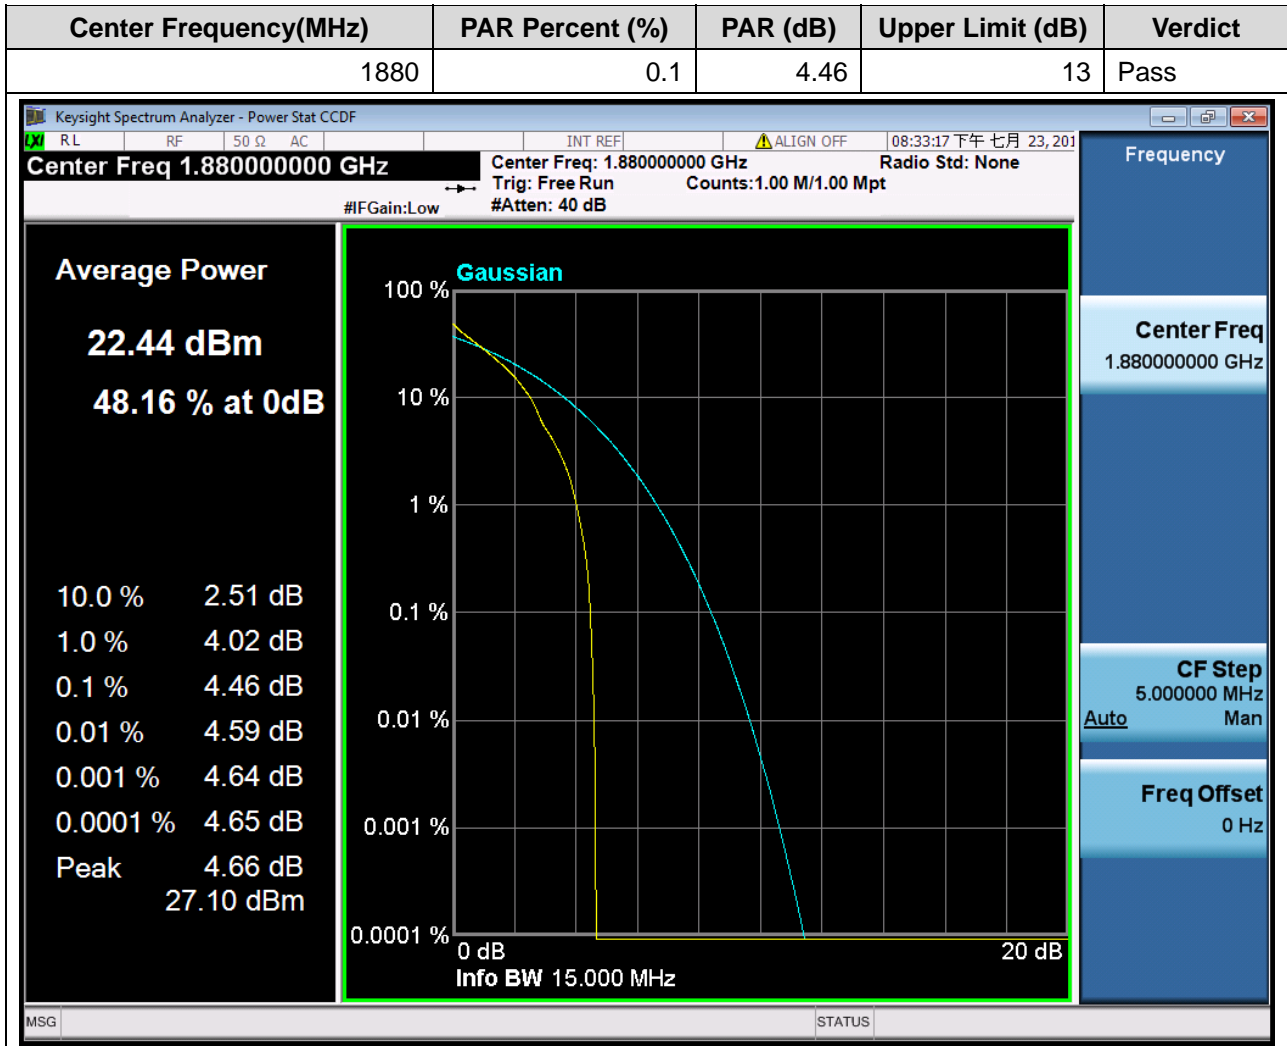 Center Frequency(MHz) PAR Percent (%) PAR (dB) Upper Limit (dB) Verdict
1880 0.1 4.46 13 Pass
Keysight Spectrum Analyzer - Power Stat CCDF
LXI RL RF 50 Ω AC INT REF ALIGN OFF 08:33:17 下午 七月 23, 201
Center Freq 1.880000000 GHz
Center Freq: 1.880000000 GHz Radio Std: None
Trig: Free Run Counts:1.00 M/1.00 Mpt
#IFGain:Low #Atten: 40 dB
Frequency
Average Power
22.44 dBm
48.16 % at 0dB
10.0 % 2.51 dB
1.0 % 4.02 dB
0.1 % 4.46 dB
0.01 % 4.59 dB
0.001 % 4.64 dB
0.0001 % 4.65 dB
Peak 4.66 dB
27.10 dBm
Gaussian
100 %
10 %
1 %
0.1 %
0.01 %
0.001 %
0.0001 %
0 dB 20 dB
Info BW 15.000 MHz
Center Freq
1.880000000 GHz
CF Step
5.000000 MHz
Auto Man
Freq Offset
0 Hz
MSG STATUS